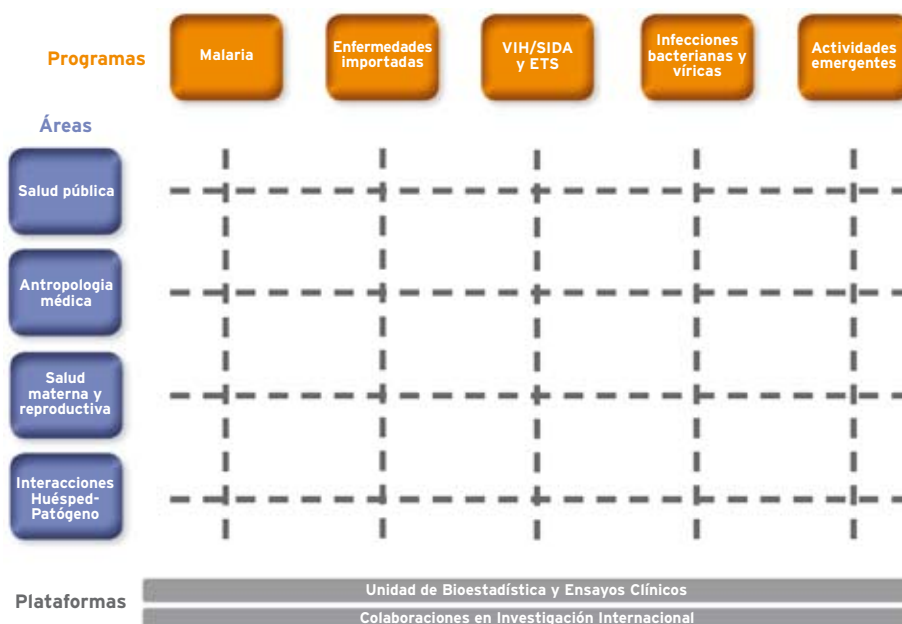 Programas
Malaria
Enfermedades
importadas
VIH/SIDA
y ETS
Infecciones
bacterianas y
víricas
Actividades
emergentes
Áreas
Salud pública
Antropologia
médica
Salud
materna y
reproductiva
Interacciones
Huésped-
Patógeno
Plataformas
Unidad de Bioestadística y Ensayos Clínicos
Colaboraciones en Investigación Internacional